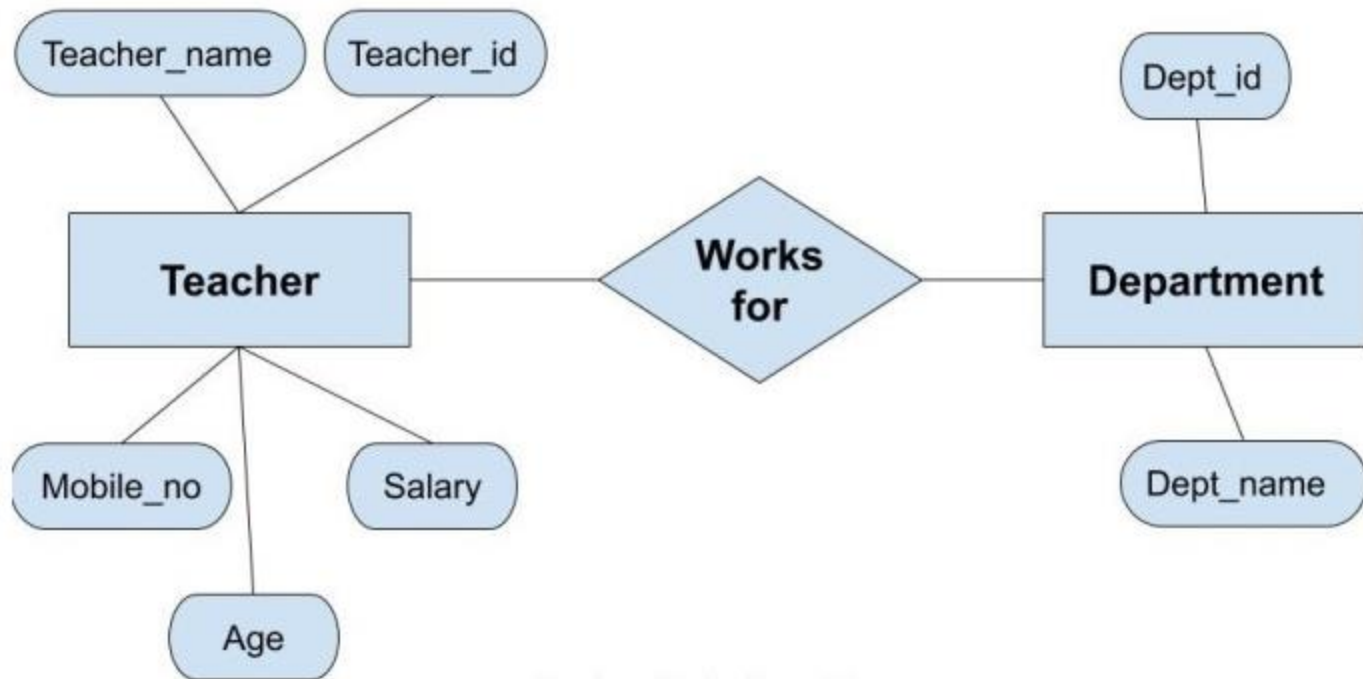 Teacher_name
Teacher_id
Dept_id
Teacher
Works
for
Department
Mobile_no
Salary
Dept_name
Age